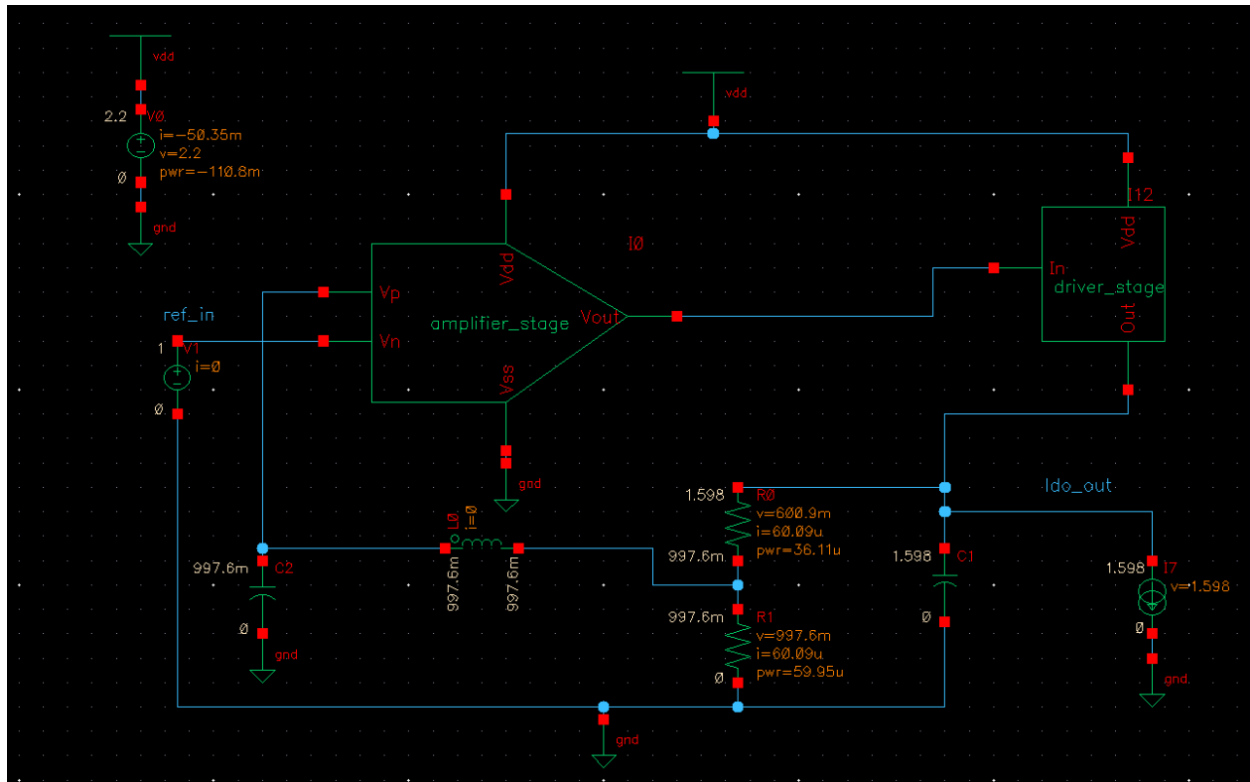 vdd
2.2
V0
i=-50.35m
v=2.2
pwr=-110.8m
0
gnd
vdd
I0
Vdd
Vp
Vn
amplifier_stage
Vout
Vss
gnd
I12
Vdd
In
driver_stage
Out
ref_in
1
V1
i=0
0
L0
i=0
997.6m
997.6m
997.6m
C2
0
gnd
1.598
R0
v=600.9m
i=60.09u
pwr=36.11u
997.6m
997.6m
R1
v=997.6m
i=60.09u
pwr=59.95u
0
gnd
ldo_out
1.598
C1
0
1.598
I7
v=1.598
0
gnd